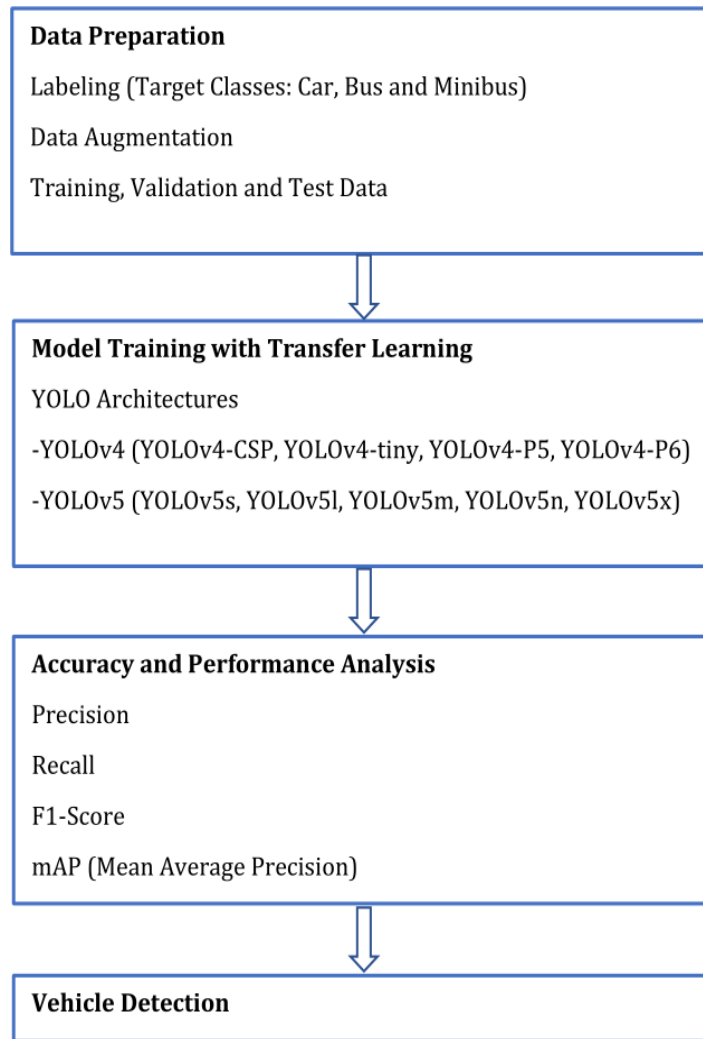 Data Preparation
Labeling (Target Classes: Car, Bus and Minibus)
Data Augmentation
Training, Validation and Test Data
Model Training with Transfer Learning
YOLO Architectures
-YOLOv4 (YOLOv4-CSP, YOLOv4-tiny, YOLOv4-P5, YOLOv4-P6)
-YOLOv5 (YOLOv5s, YOLOv5l, YOLOv5m, YOLOv5n, YOLOv5x)
Accuracy and Performance Analysis
Precision
Recall
F1-Score
mAP (Mean Average Precision)
Vehicle Detection